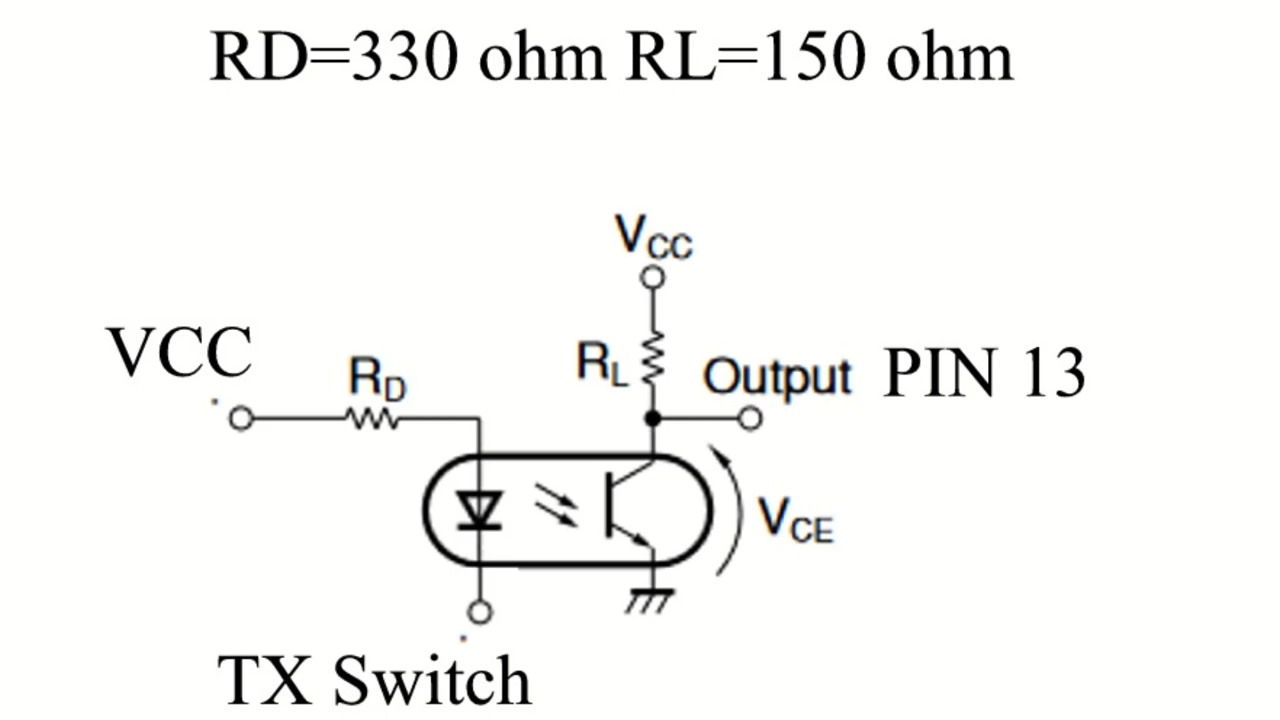 RD=330 ohm RL=150 ohm
VCC
VCC
RD
RL
Output PIN 13
VCE
TX Switch